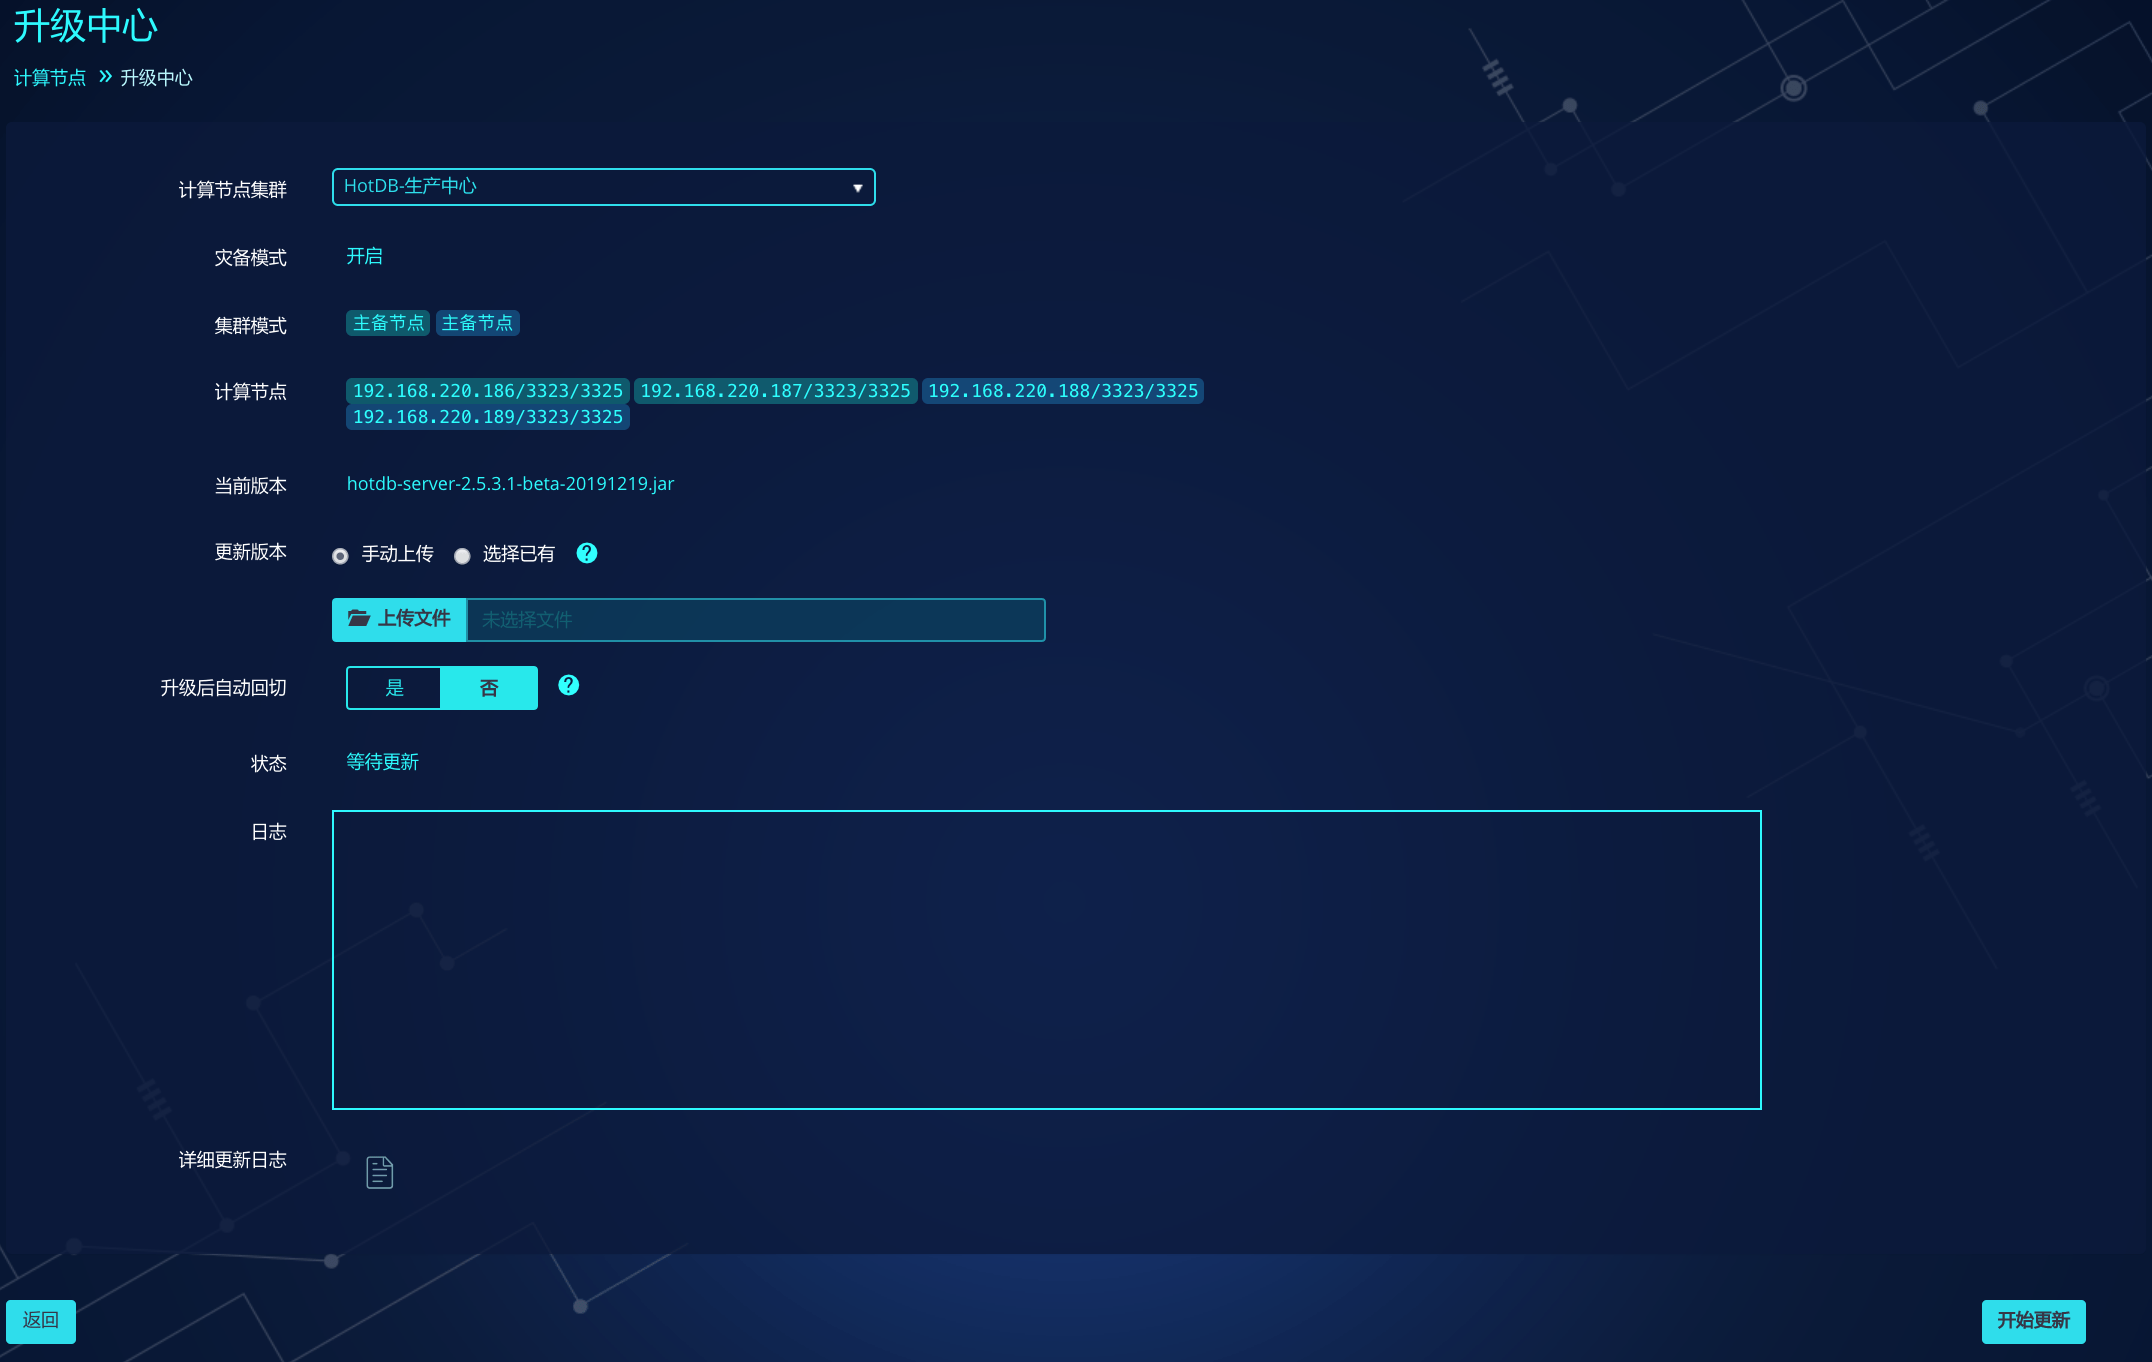 升级中心
计算节点 » 升级中心
计算节点集群 HotDB-生产中心
灾备模式 开启
集群模式 主备节点 主备节点
计算节点 192.168.220.186/3323/3325 192.168.220.187/3323/3325 192.168.220.188/3323/3325
192.168.220.189/3323/3325
当前版本 hotdb-server-2.5.3.1-beta-20191219.jar
更新版本 手动上传 选择已有 ?
上传文件 未选择文件
升级后自动回切 是 否 ?
状态 等待更新
日志
详细更新日志
返回 开始更新